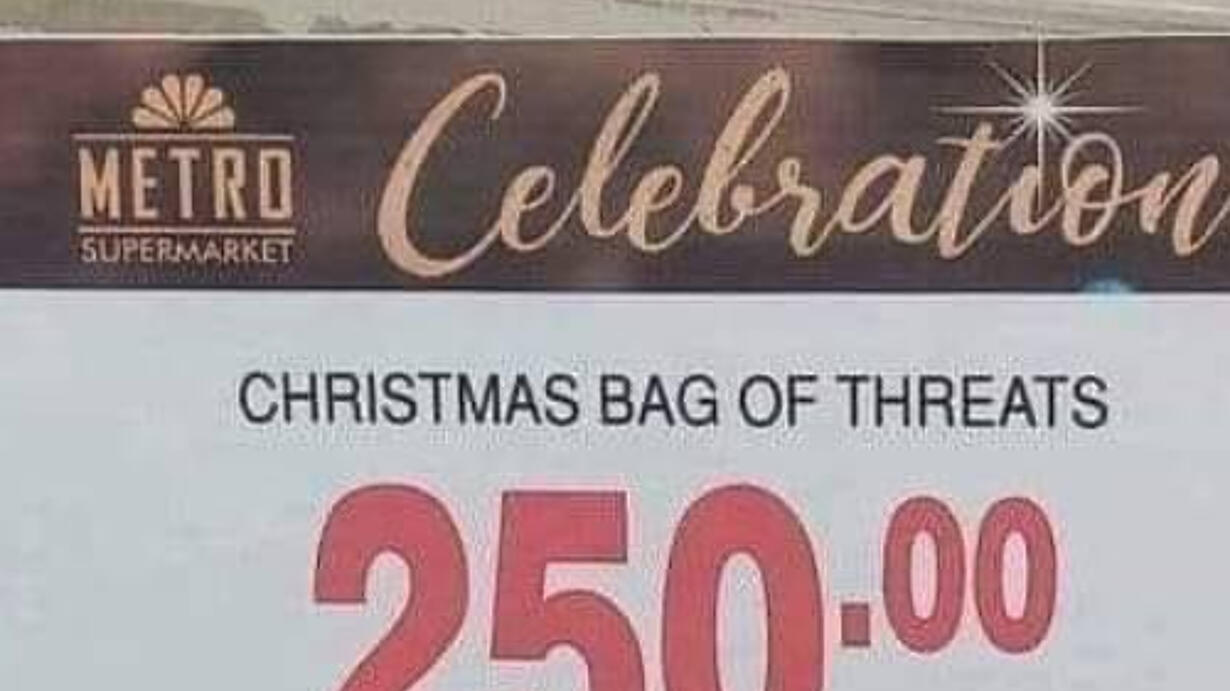 METRO
SUPERMARKET
Celebration
CHRISTMAS BAG OF THREATS
250.00